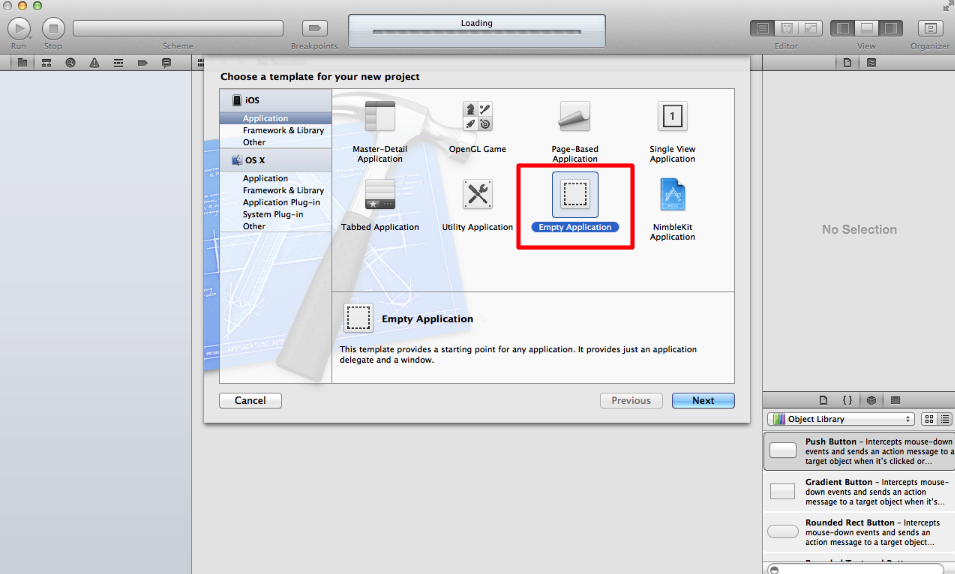 Loading
Run
Stop
Scheme
Breakpoints
Editor
View
Organizer
Choose a template for your new project
iOS
Application
Framework & Library
Other
OS X
Application
Framework & Library
Application Plug-in
System Plug-in
Other
Master-Detail
Application
OpenGL Game
Page-Based
Application
1
Single View
Application
Tabbed Application
Utility Application
Empty Application
NimbleKit
Application
Empty Application
This template provides a starting point for any application. It provides just an application
delegate and a window.
Cancel
Previous
Next
No Selection
{ }
Object Library
Push Button – Intercepts mouse-down
events and sends an action message to a
target object when it's clicked or...
Gradient Button – Intercepts mouse-
down events and sends an action
message to a target object when it's...
Rounded Rect Button – Intercepts
mouse-down events and sends an
action message to a target object...